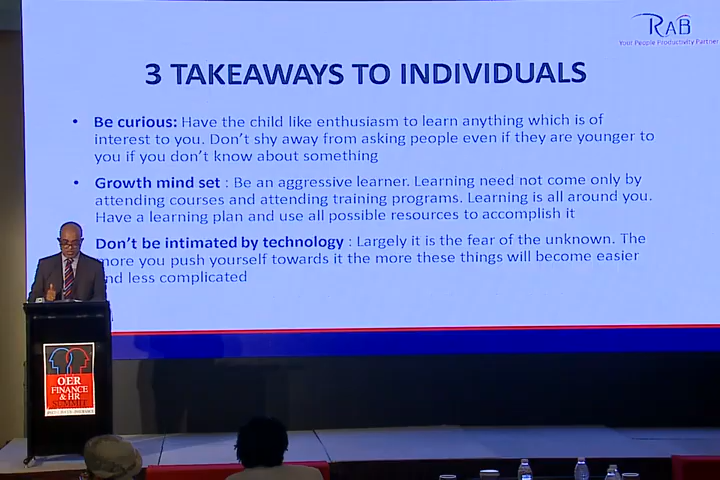 RAB
Your People Productivity Partner
3 TAKEAWAYS TO INDIVIDUALS
• Be curious: Have the child like enthusiasm to learn anything which is of
interest to you. Don't shy away from asking people even if they are younger to
you if you don't know about something
• Growth mind set : Be an aggressive learner. Learning need not come only by
attending courses and attending training programs. Learning is all around you.
Have a learning plan and use all possible resources to accomplish it
Don't be intimated by technology : Largely it is the fear of the unknown. The
more you push yourself towards it the more these things will become easier
and less complicated
OER
FINANCE
& HR
SUMMIT